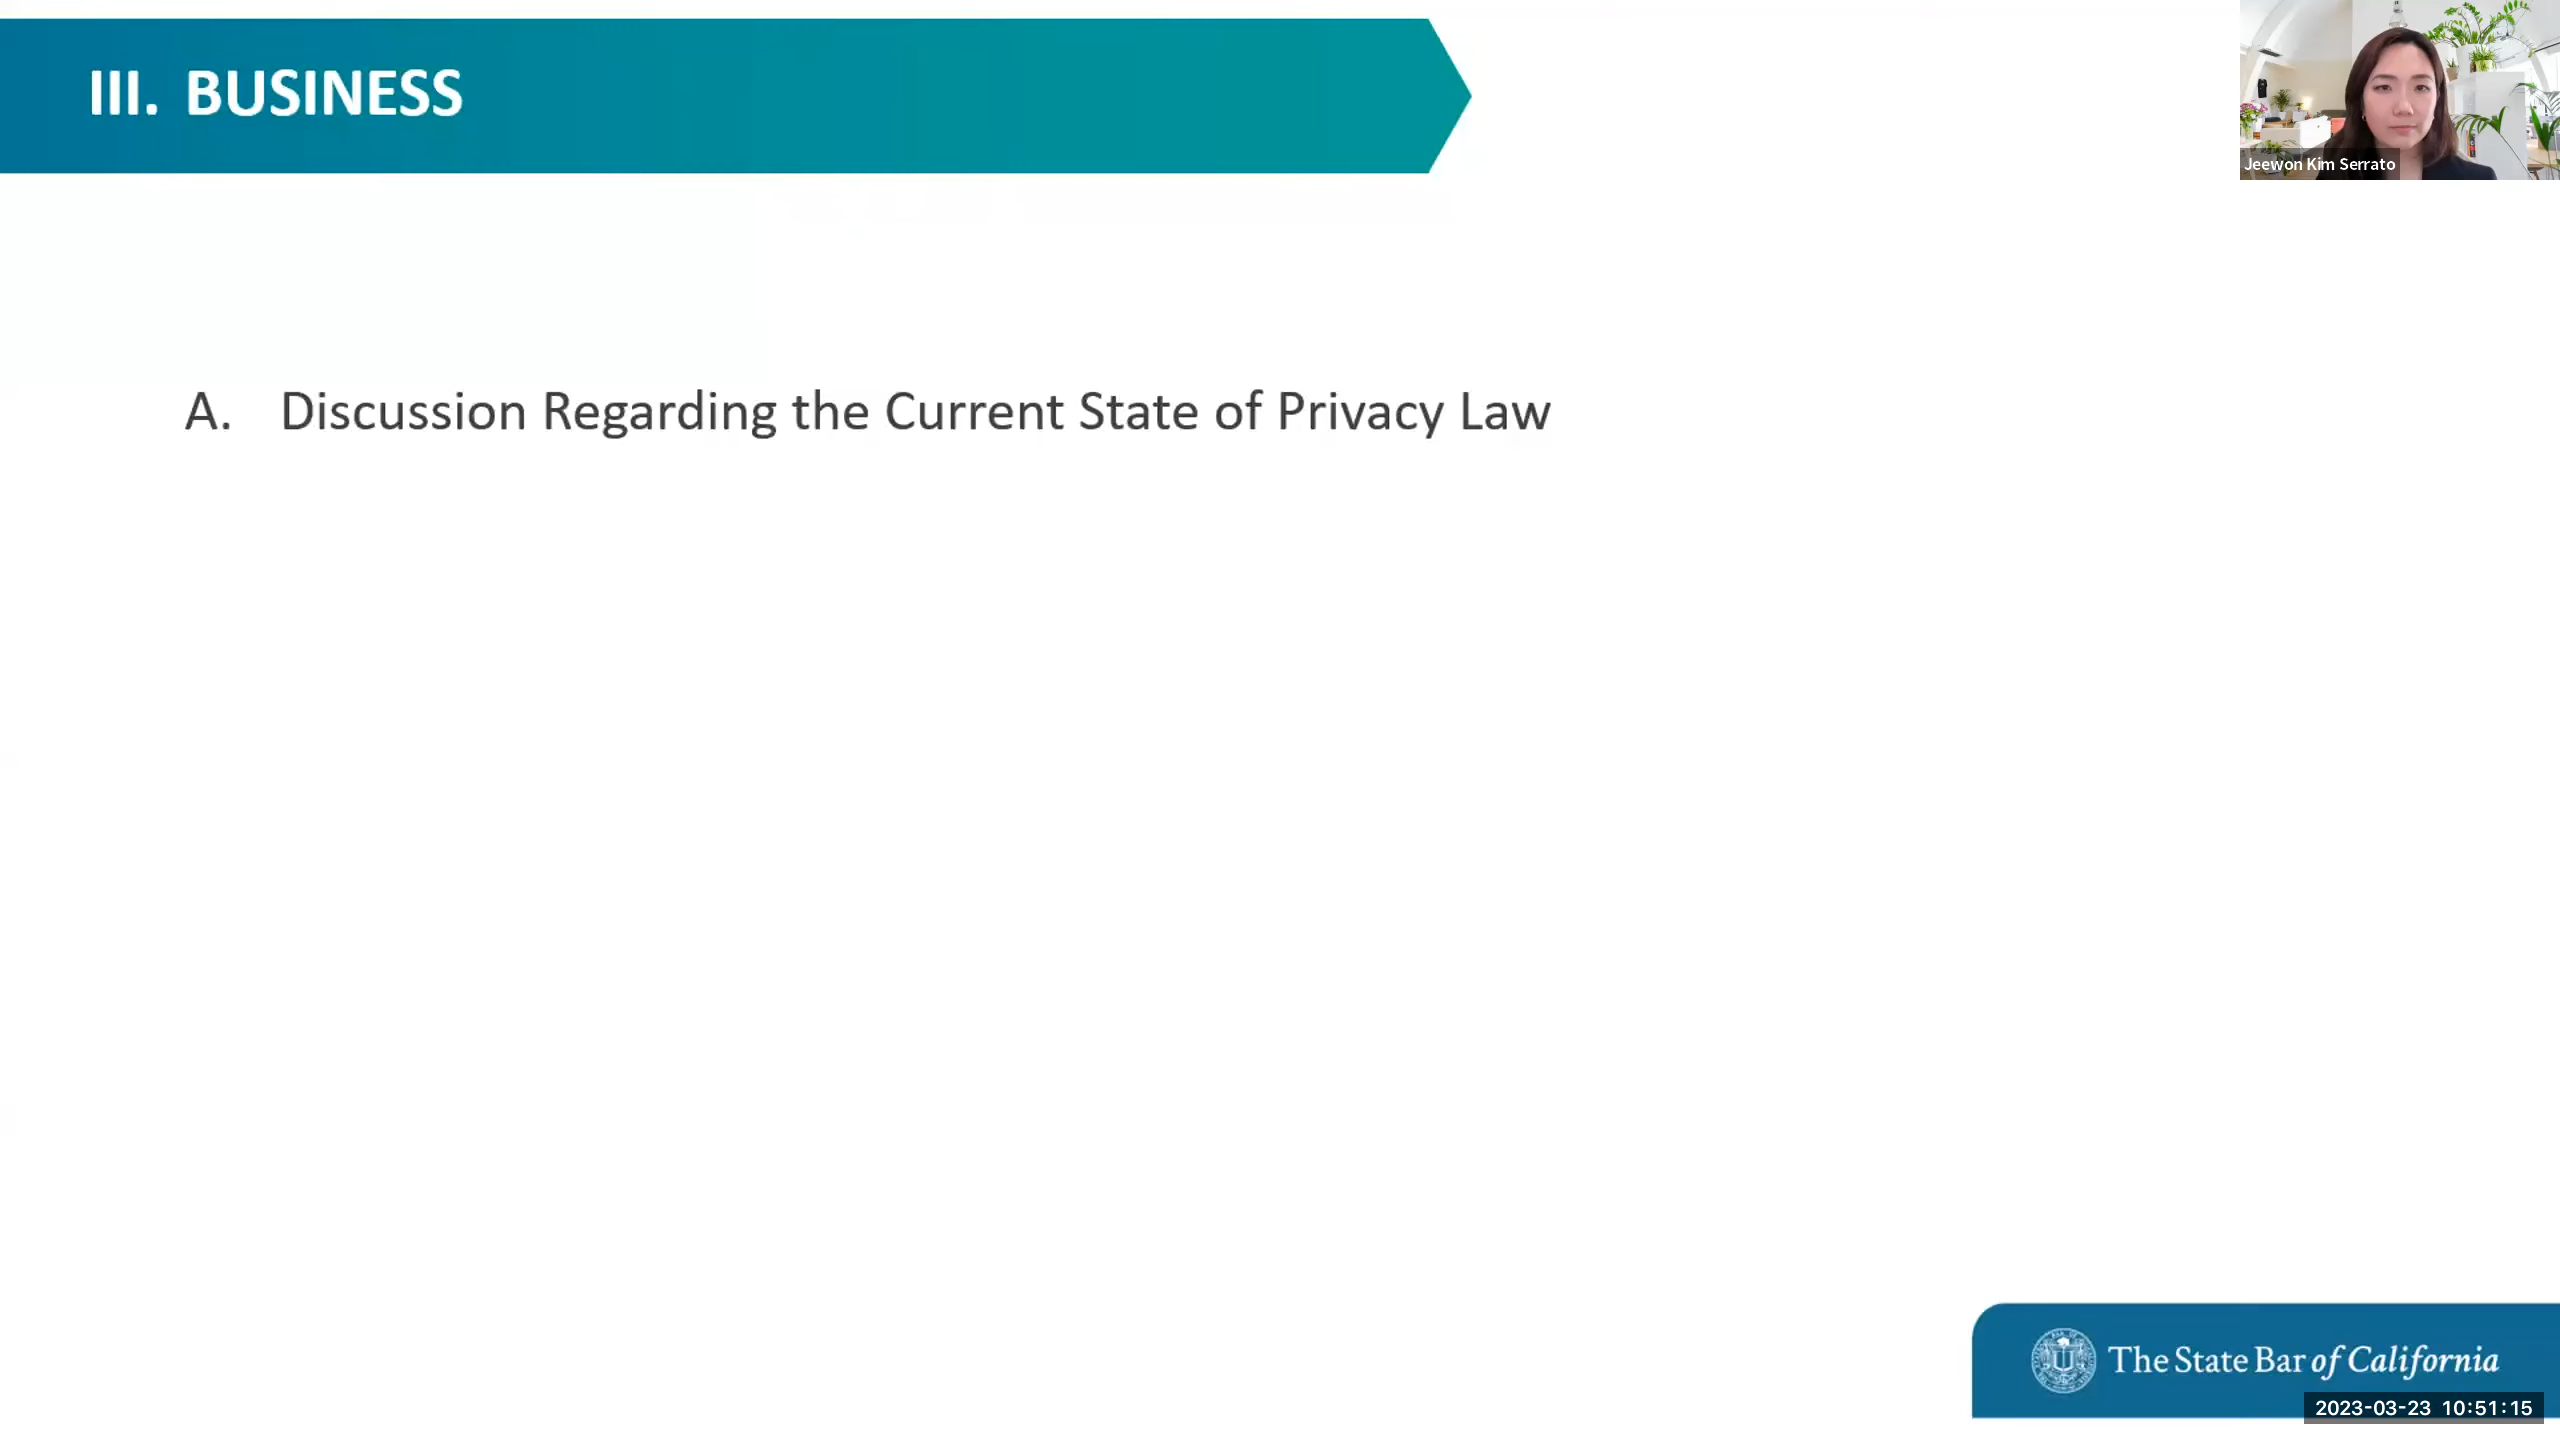 III. BUSINESS
Jeewon Kim Serrato
A. Discussion Regarding the Current State of Privacy Law
The State Bar of California
2023-03-23 10:51:15